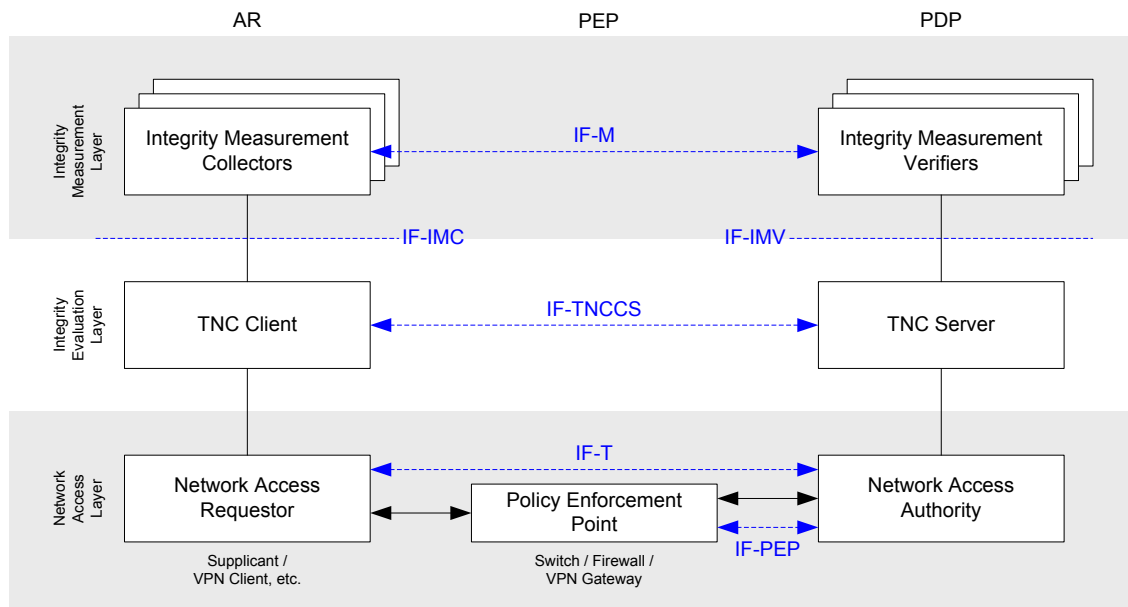 AR
PEP
PDP
Integrity
Measurement
Layer
Integrity Measurement
Collectors
IF-M
Integrity Measurement
Verifiers
IF-IMC
IF-IMV
Integrity
Evaluation
Layer
TNC Client
IF-TNCCS
TNC Server
Network
Access
Layer
Network Access
Requestor
IF-T
Policy Enforcement
Point
Network Access
Authority
IF-PEP
Supplicant /
VPN Client, etc.
Switch / Firewall /
VPN Gateway